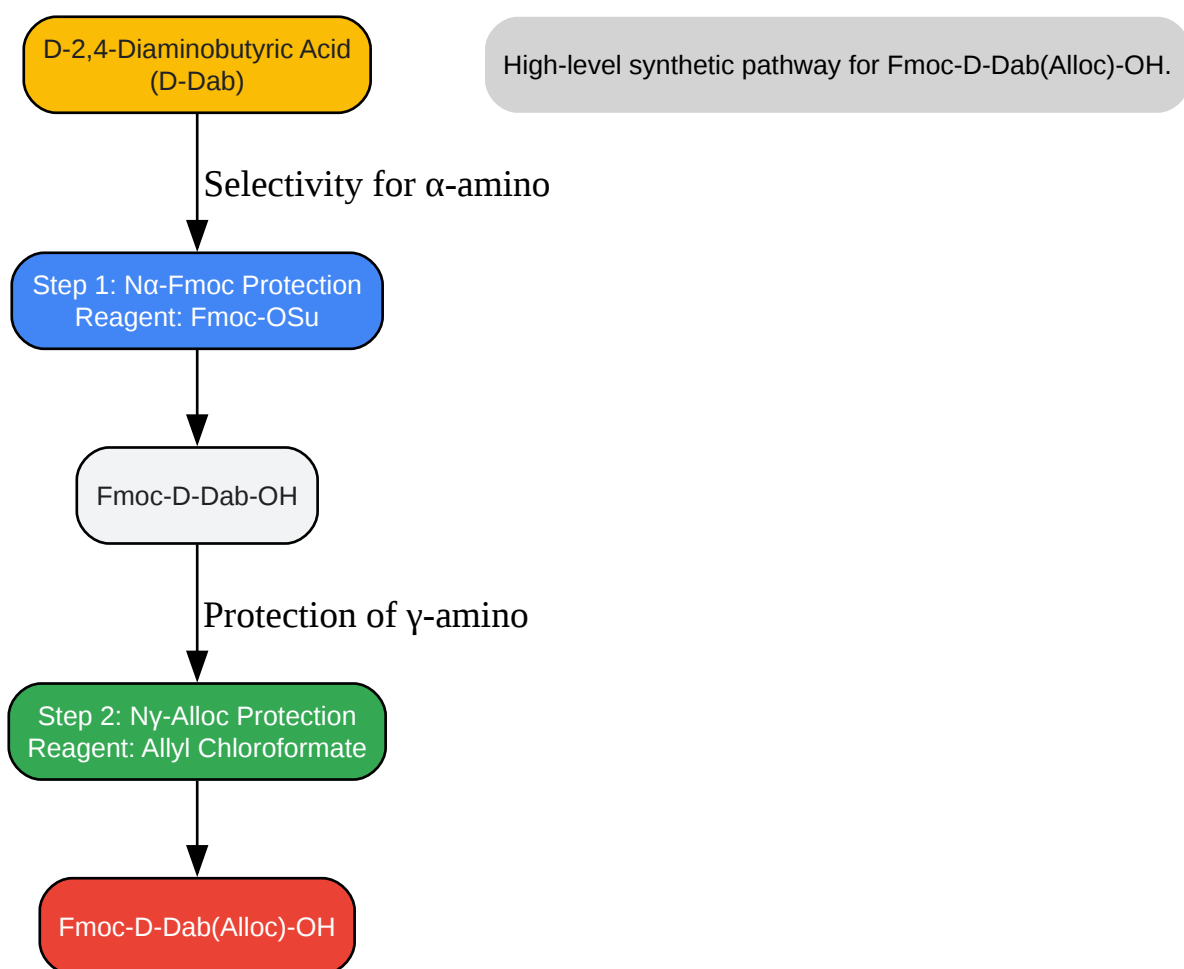 D-2,4-Diaminobutyric Acid
(D-Dab)
High-level synthetic pathway for Fmoc-D-Dab(Alloc)-OH.
Selectivity for α-amino
Step 1: Nα-Fmoc Protection
Reagent: Fmoc-OSu
Fmoc-D-Dab-OH
Protection of γ-amino
Step 2: Nγ-Alloc Protection
Reagent: Allyl Chloroformate
Fmoc-D-Dab(Alloc)-OH